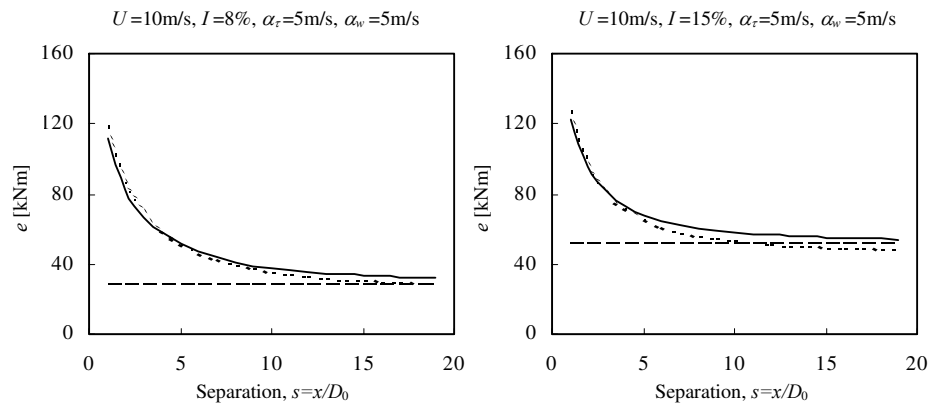 U=10m/s, I=8%, ατ=5m/s, αw=5m/s
160
120
80
40
0
e [kNm]
0 5 10 15 20
Separation, s=x/D0
U=10m/s, I=15%, ατ=5m/s, αw=5m/s
160
120
80
40
0
e [kNm]
0 5 10 15 20
Separation, s=x/D0